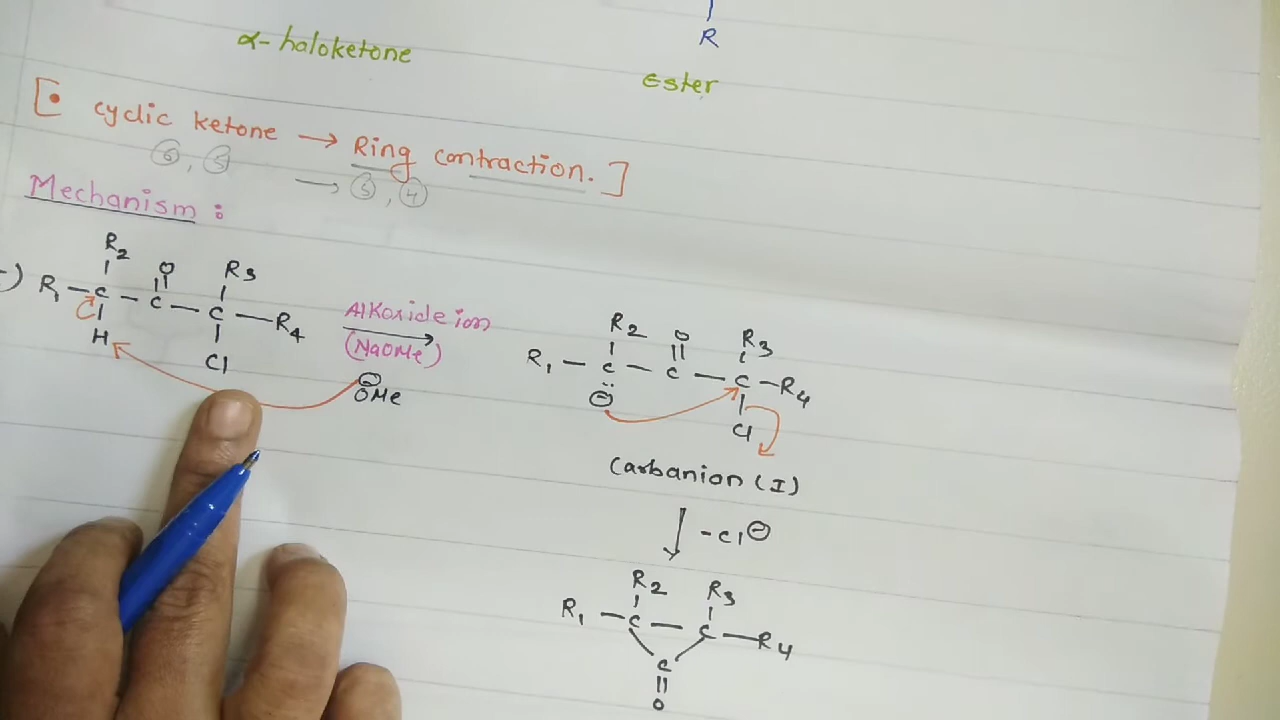 R
α-haloketone
Ester
[• cyclic ketone → Ring contraction.]
6, 5 → 5, 4
Mechanism:
R2
O
R3
R1 – C – C – C – R4
H
Cl
Alkoxide ion
(NaOMe)
⊖
OMe
R2
O
R3
R1 – C – C – C – R4
⊖
Cl
Carbanion (I)
↓ -Cl⊖
R2
R3
R1 – C – C – R4
C
O